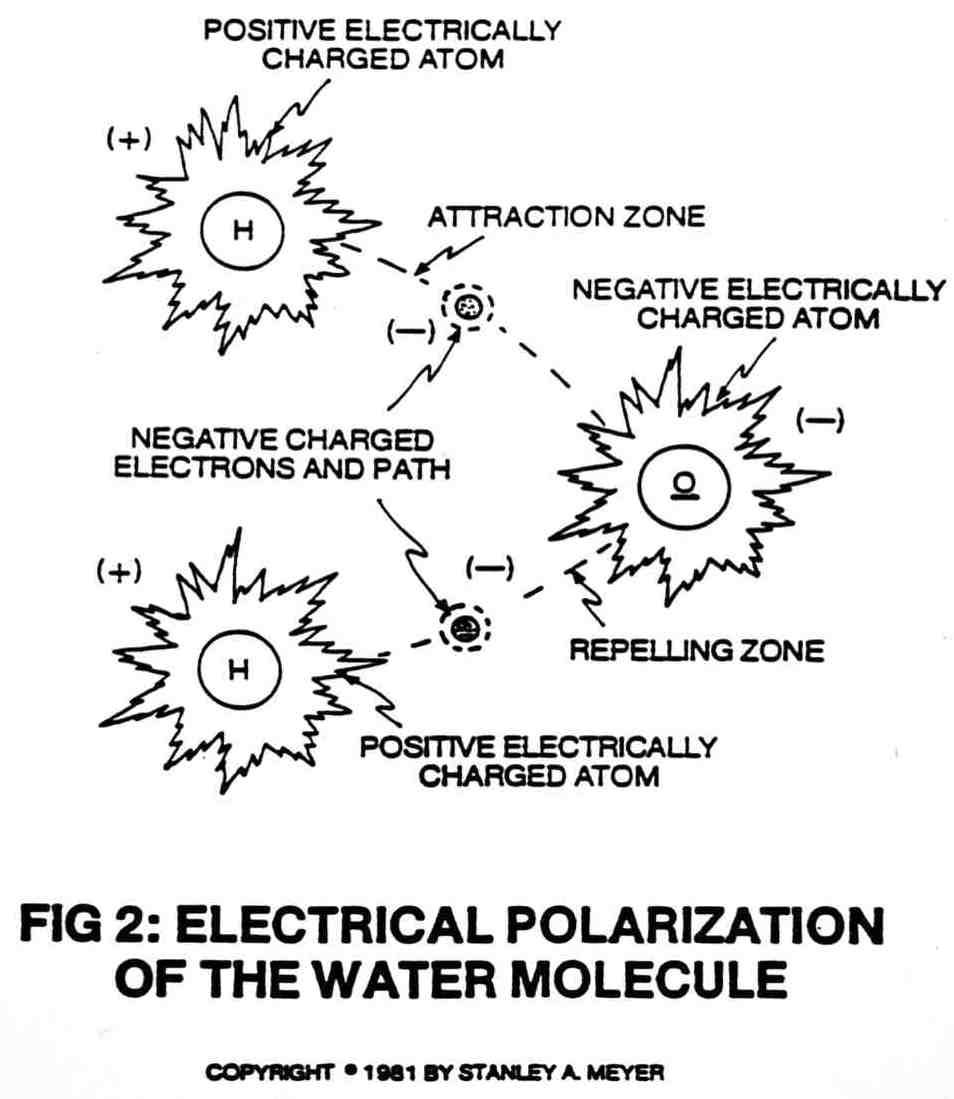 POSITIVE ELECTRICALLY
CHARGED ATOM
(+)
H
ATTRACTION ZONE
NEGATIVE ELECTRICALLY
CHARGED ATOM
(—)
(—)
O
NEGATIVE CHARGED
ELECTRONS AND PATH
(+)
(—)
H
REPELLING ZONE
POSITIVE ELECTRICALLY
CHARGED ATOM
FIG 2: ELECTRICAL POLARIZATION
OF THE WATER MOLECULE
COPYRIGHT • 1981 BY STANLEY A. MEYER